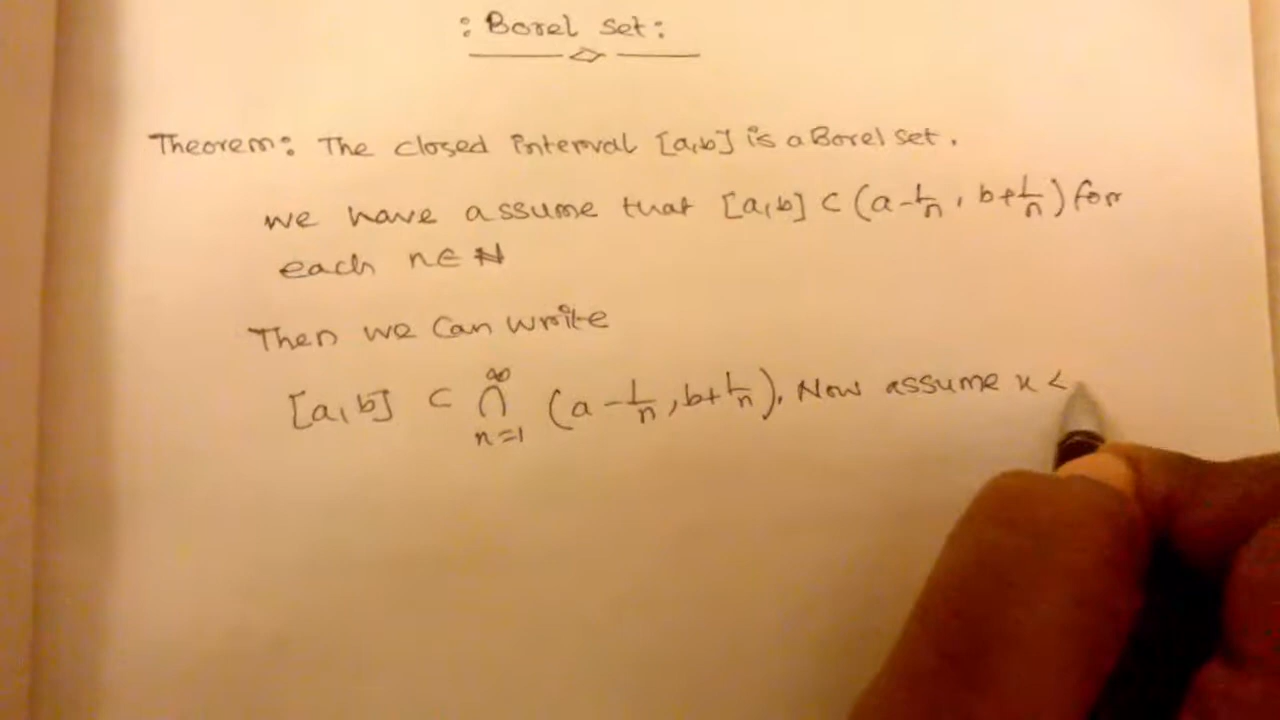 : Borel set:
Theorem: The closed interval [a,b] is a Borel set.
we have assume that [a,b] ⊂ (a-1/n, b+1/n) for
each n∈ℕ
Then we can write
[a,b] ⊂ ∩_{n=1}^{∞} (a-1/n, b+1/n). Now assume x <